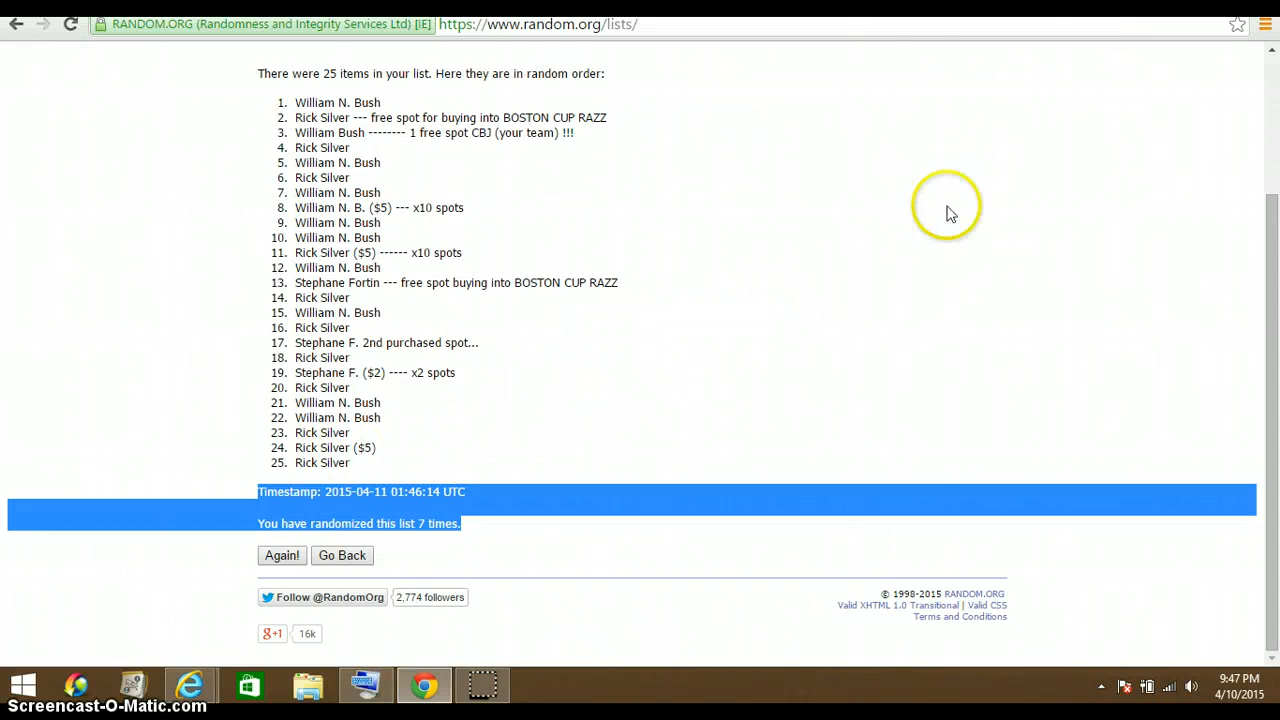 RANDOM.ORG (Randomness and Integrity Services Ltd) [IE] https://www.random.org/lists/
There were 25 items in your list. Here they are in random order:
1. William N. Bush
2. Rick Silver --- free spot for buying into BOSTON CUP RAZZ
3. William Bush -------- 1 free spot CBJ (your team) !!!
4. Rick Silver
5. William N. Bush
6. Rick Silver
7. William N. Bush
8. William N. B. ($5) --- x10 spots
9. William N. Bush
10. William N. Bush
11. Rick Silver ($5) ------ x10 spots
12. William N. Bush
13. Stephane Fortin --- free spot buying into BOSTON CUP RAZZ
14. Rick Silver
15. William N. Bush
16. Rick Silver
17. Stephane F. 2nd purchased spot...
18. Rick Silver
19. Stephane F. ($2) ---- x2 spots
20. Rick Silver
21. William N. Bush
22. William N. Bush
23. Rick Silver
24. Rick Silver ($5)
25. Rick Silver
Timestamp: 2015-04-11 01:46:14 UTC
You have randomized this list 7 times.
Again! Go Back
Follow @RandomOrg 2,774 followers
© 1998-2015 RANDOM.ORG
Valid XHTML 1.0 Transitional | Valid CSS
Terms and Conditions
g+1 16k
9:47 PM
4/10/2015
Screencast-O-Matic.com